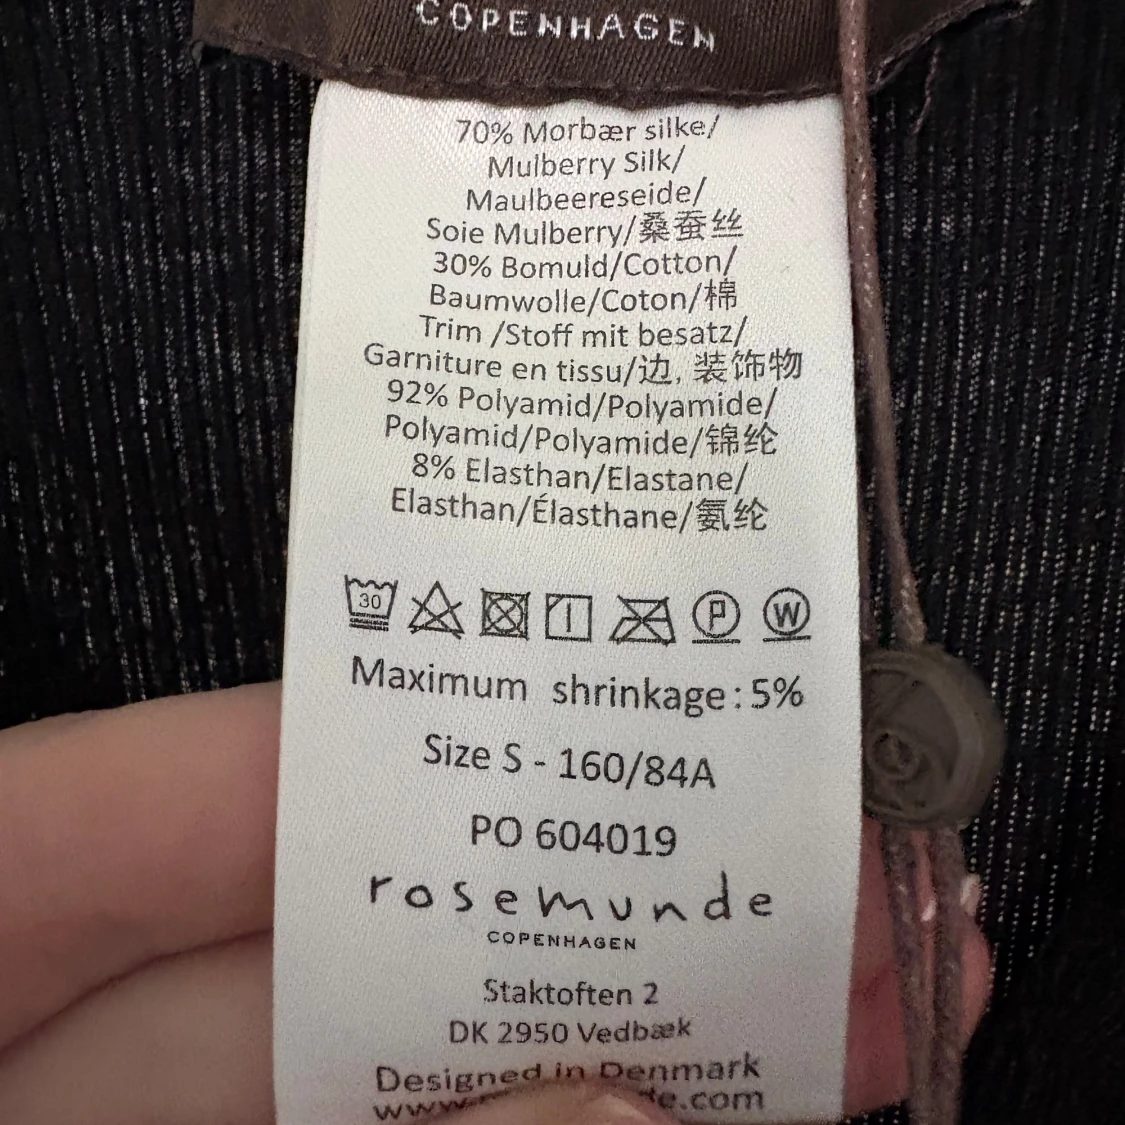 COPENHAGEN
70% Morbær silke/
Mulberry Silk/
Maulbeereseide/
Soie Mulberry/桑蚕丝
30% Bomuld/Cotton/
Baumwolle/Coton/棉
Trim /Stoff mit besatz/
Garniture en tissu/边, 装饰物
92% Polyamid/Polyamide/
Polyamid/Polyamide/锦纶
8% Elasthan/Elastane/
Elasthan/Élasthane/氨纶
30 P W
Maximum shrinkage: 5%
Size S - 160/84A
PO 604019
rosemunde
COPENHAGEN
Staktoften 2
DK 2950 Vedbæk
Designed in Denmark